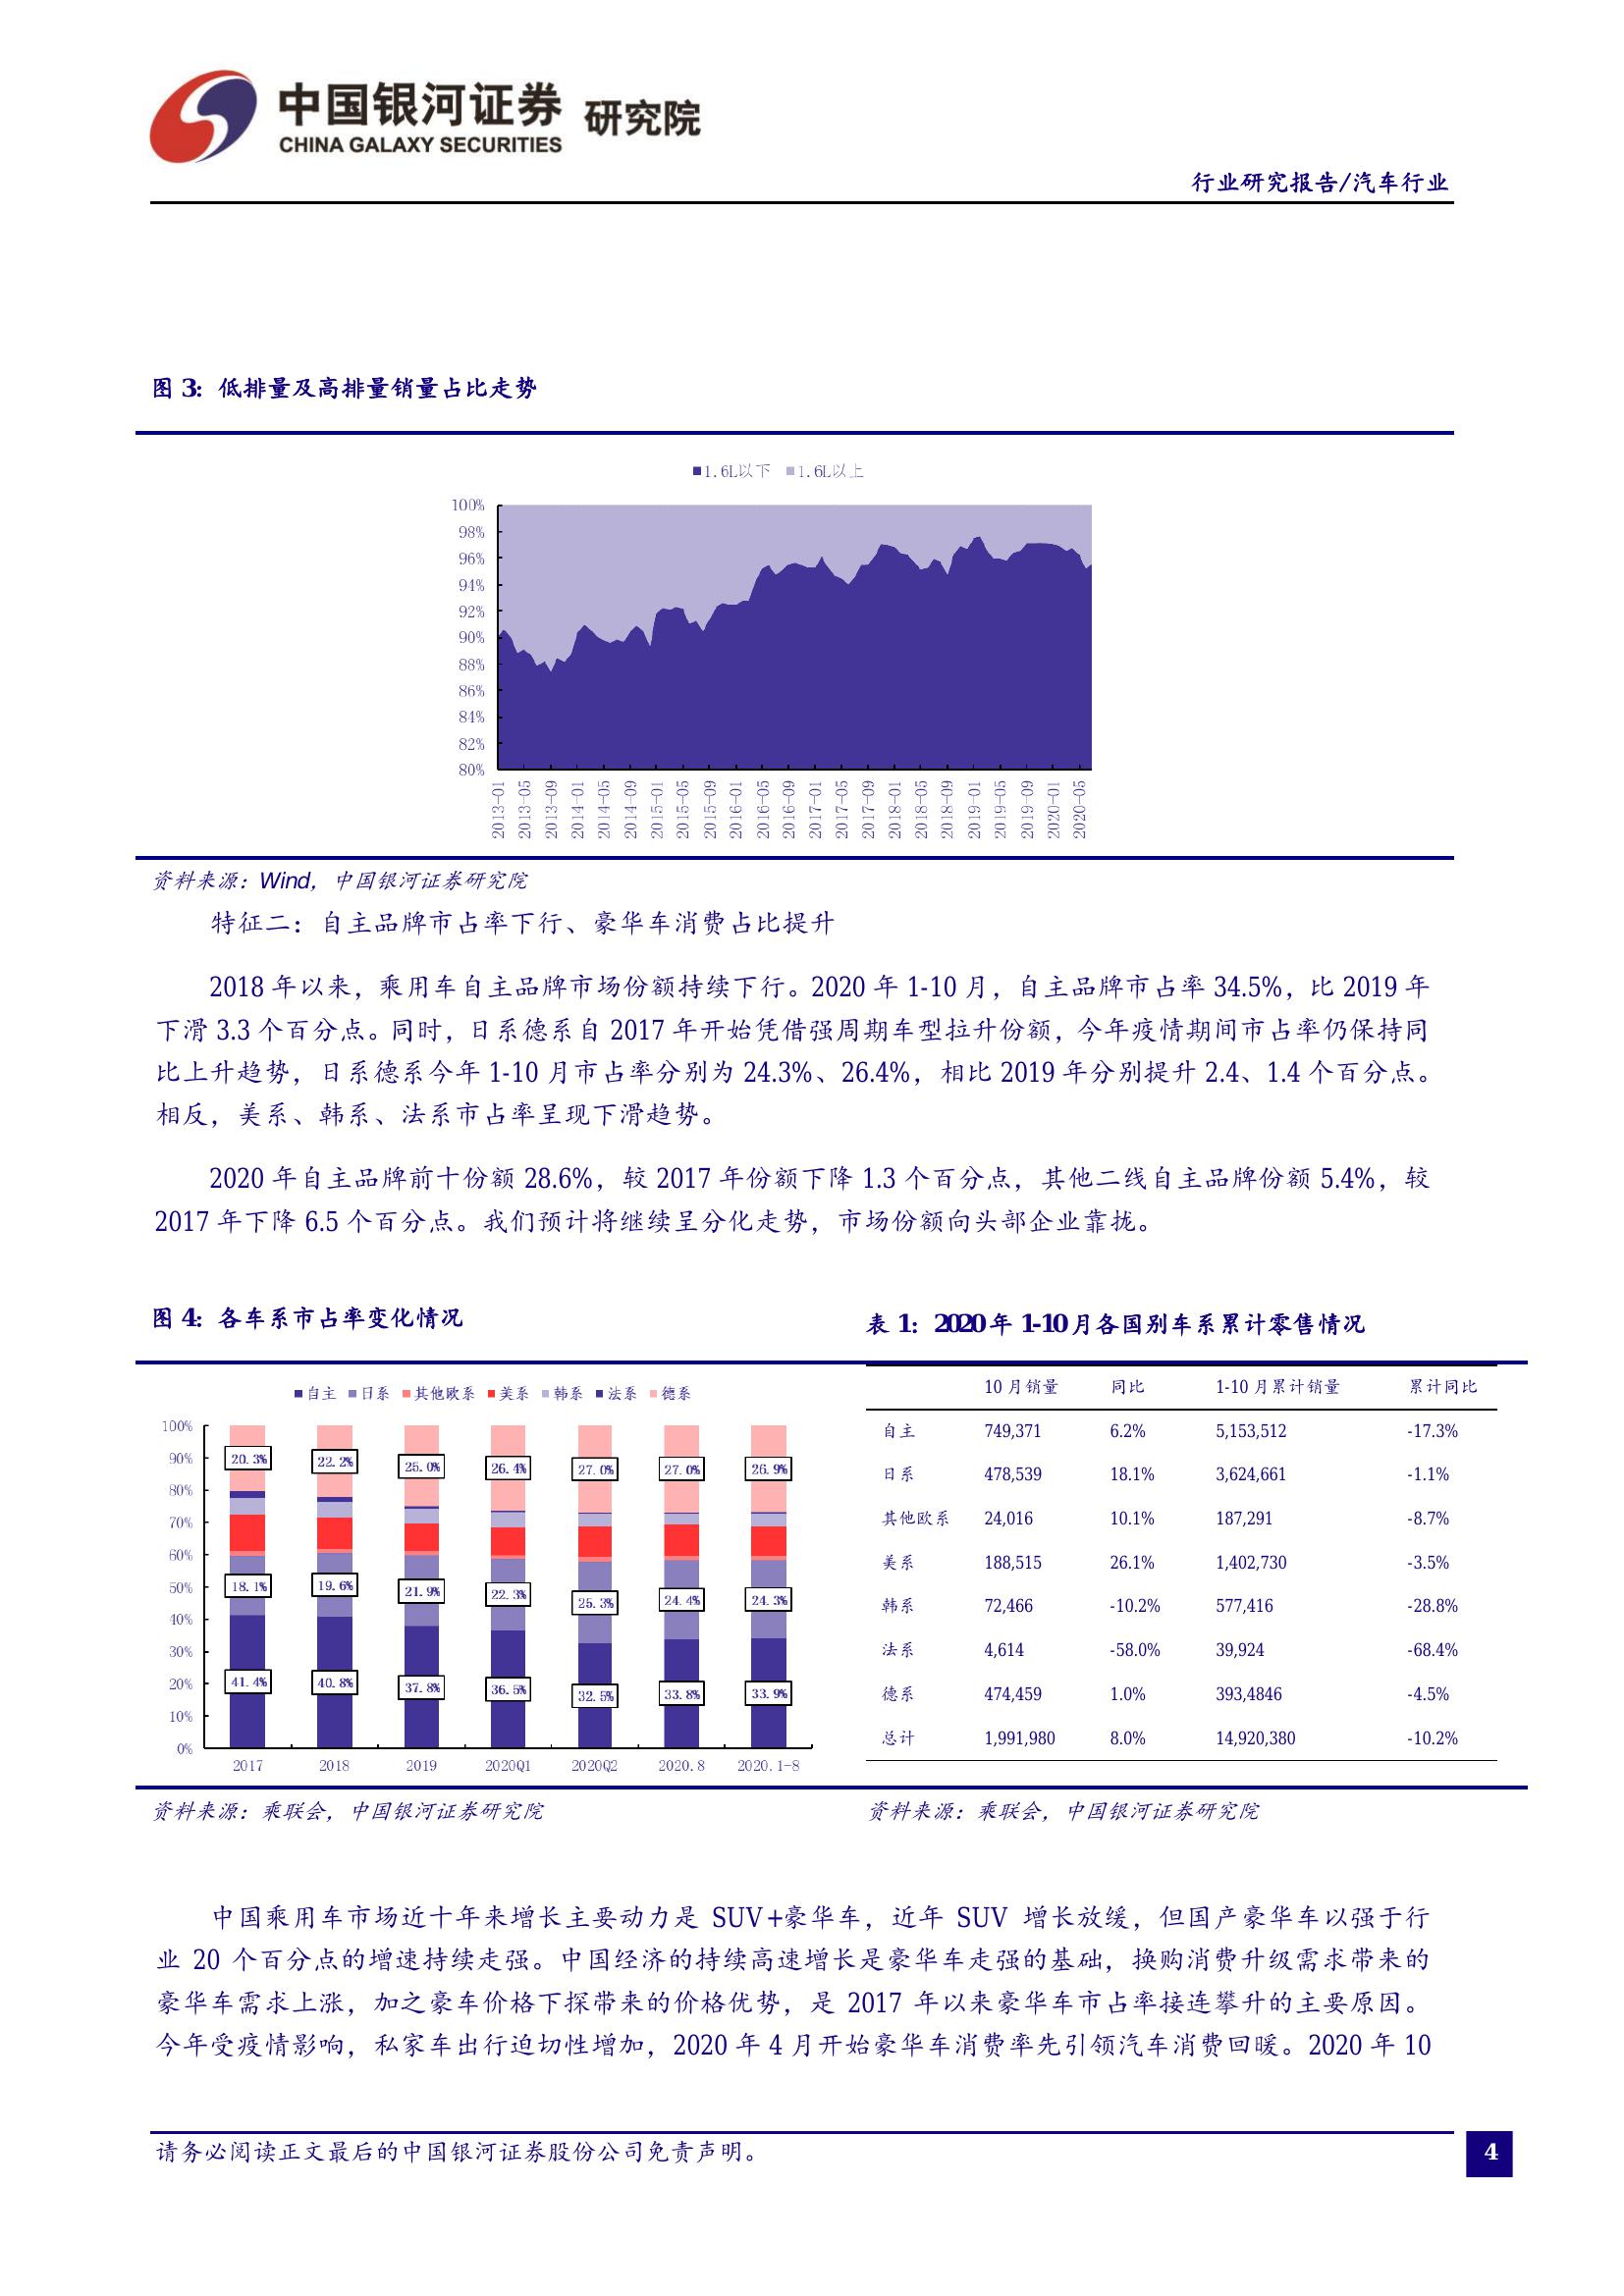 中国银河证券 研究院
CHINA GALAXY SECURITIES
行业研究报告/汽车行业
图 3：低排量及高排量销量占比走势
■1.6L以下 ■1.6L以上
100%
98%
96%
94%
92%
90%
88%
86%
84%
82%
80%
2013-01 2013-05 2013-09 2014-01 2014-05 2014-09 2015-01 2015-05 2015-09 2016-01 2016-05 2016-09 2017-01 2017-05 2017-09 2018-01 2018-05 2018-09 2019-01 2019-05 2019-09 2020-01 2020-05
资料来源：Wind，中国银河证券研究院
特征二：自主品牌市占率下行、豪华车消费占比提升
2018 年以来，乘用车自主品牌市场份额持续下行。2020 年 1-10 月，自主品牌市占率 34.5%，比 2019 年
下滑 3.3 个百分点。同时，日系德系自 2017 年开始凭借强周期车型拉升份额，今年疫情期间市占率仍保持同
比上升趋势，日系德系今年 1-10 月市占率分别为 24.3%、26.4%，相比 2019 年分别提升 2.4、1.4 个百分点。
相反，美系、韩系、法系市占率呈现下滑趋势。
2020 年自主品牌前十份额 28.6%，较 2017 年份额下降 1.3 个百分点，其他二线自主品牌份额 5.4%，较
2017 年下降 6.5 个百分点。我们预计将继续呈分化走势，市场份额向头部企业靠拢。
图 4：各车系市占率变化情况
■自主 ■日系 ■其他欧系 ■美系 ■韩系 ■法系 ■德系
100%
90%
80%
70%
60%
50%
40%
30%
20%
10%
0%
20.3% 22.2% 25.0% 26.4% 27.0% 27.0% 26.9%
18.1% 19.6% 21.9% 22.3% 25.3% 24.4% 24.3%
41.4% 40.8% 37.8% 36.5% 32.5% 33.8% 33.9%
2017 2018 2019 2020Q1 2020Q2 2020.8 2020.1-8
资料来源：乘联会，中国银河证券研究院
表 1：2020 年 1-10 月各国别车系累计零售情况
10 月销量 同比 1-10 月累计销量 累计同比
自主 749,371 6.2% 5,153,512 -17.3%
日系 478,539 18.1% 3,624,661 -1.1%
其他欧系 24,016 10.1% 187,291 -8.7%
美系 188,515 26.1% 1,402,730 -3.5%
韩系 72,466 -10.2% 577,416 -28.8%
法系 4,614 -58.0% 39,924 -68.4%
德系 474,459 1.0% 393,4846 -4.5%
总计 1,991,980 8.0% 14,920,380 -10.2%
资料来源：乘联会，中国银河证券研究院
中国乘用车市场近十年来增长主要动力是 SUV+豪华车，近年 SUV 增长放缓，但国产豪华车以强于行
业 20 个百分点的增速持续走强。中国经济的持续高速增长是豪华车走强的基础，换购消费升级需求带来的
豪华车需求上涨，加之豪车价格下探带来的价格优势，是 2017 年以来豪华车市占率接连攀升的主要原因。
今年受疫情影响，私家车出行迫切性增加，2020 年 4 月开始豪华车消费率先引领汽车消费回暖。2020 年 10
请务必阅读正文最后的中国银河证券股份公司免责声明。
4